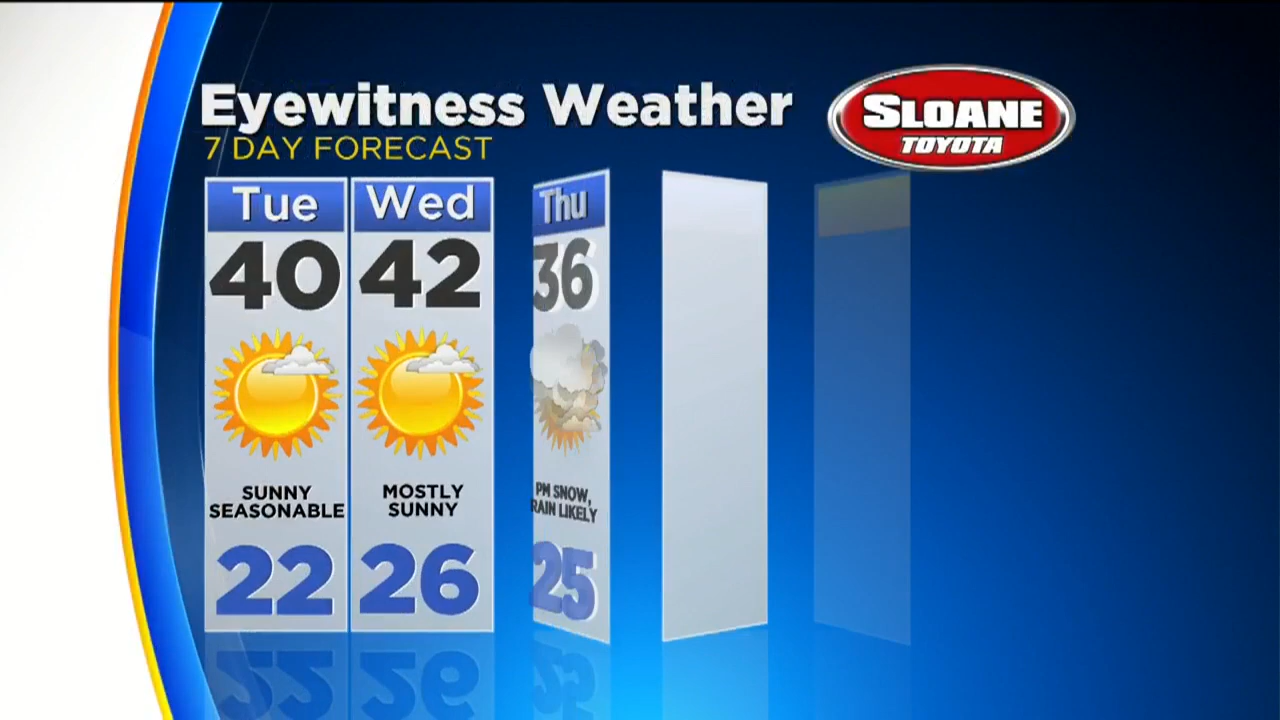 Eyewitness Weather
7 DAY FORECAST
SLOANE
TOYOTA
Tue
40
SUNNY
SEASONABLE
22
Wed
42
MOSTLY
SUNNY
26
Thu
36
PM SNOW,
RAIN LIKELY
25